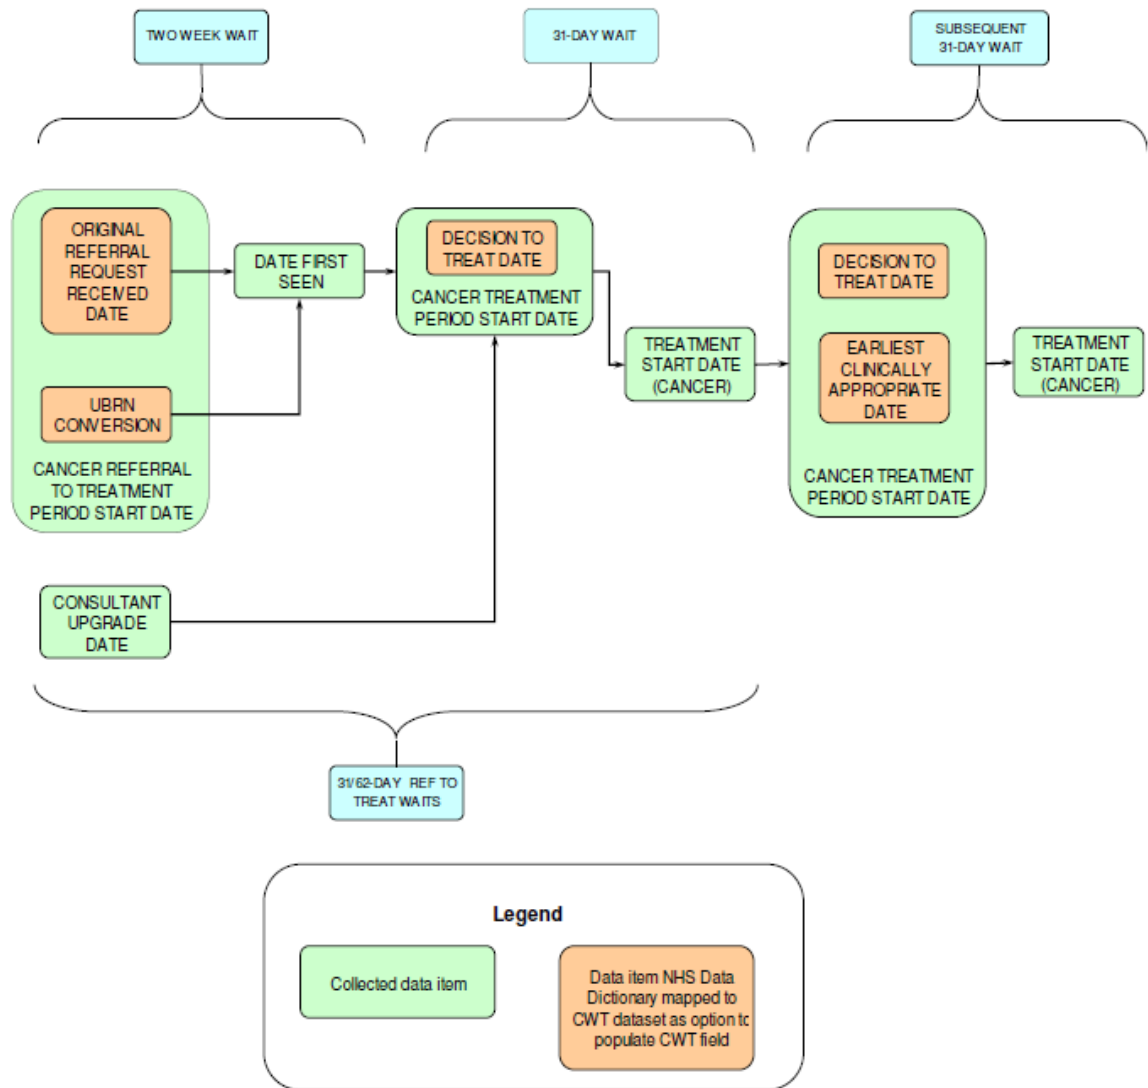 TWO WEEK WAIT
31-DAY WAIT
SUBSEQUENT
31-DAY WAIT
ORIGINAL
REFERRAL
REQUEST
RECEIVED
DATE
UBRN
CONVERSION
CANCER REFERRAL
TO TREATMENT
PERIOD START DATE
DATE FIRST
SEEN
DECISION TO
TREAT DATE
CANCER TREATMENT
PERIOD START DATE
TREATMENT
START DATE
(CANCER)
DECISION TO
TREAT DATE
EARLIEST
CLINICALLY
APPROPRIATE
DATE
CANCER TREATMENT
PERIOD START DATE
TREATMENT
START DATE
(CANCER)
CONSULTANT
UPGRADE
DATE
31/62-DAY REF TO
TREAT WAITS
Legend
Collected data item
Data item NHS Data
Dictionary mapped to
CWT dataset as option to
populate CWT field